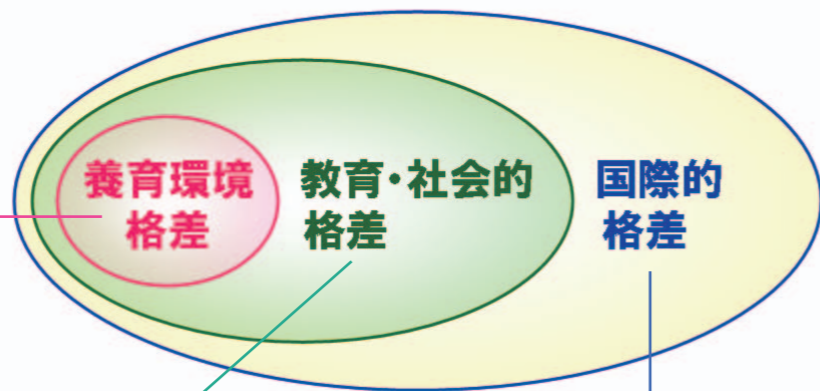 養育環境
格差
教育・社会的
格差
国際的
格差